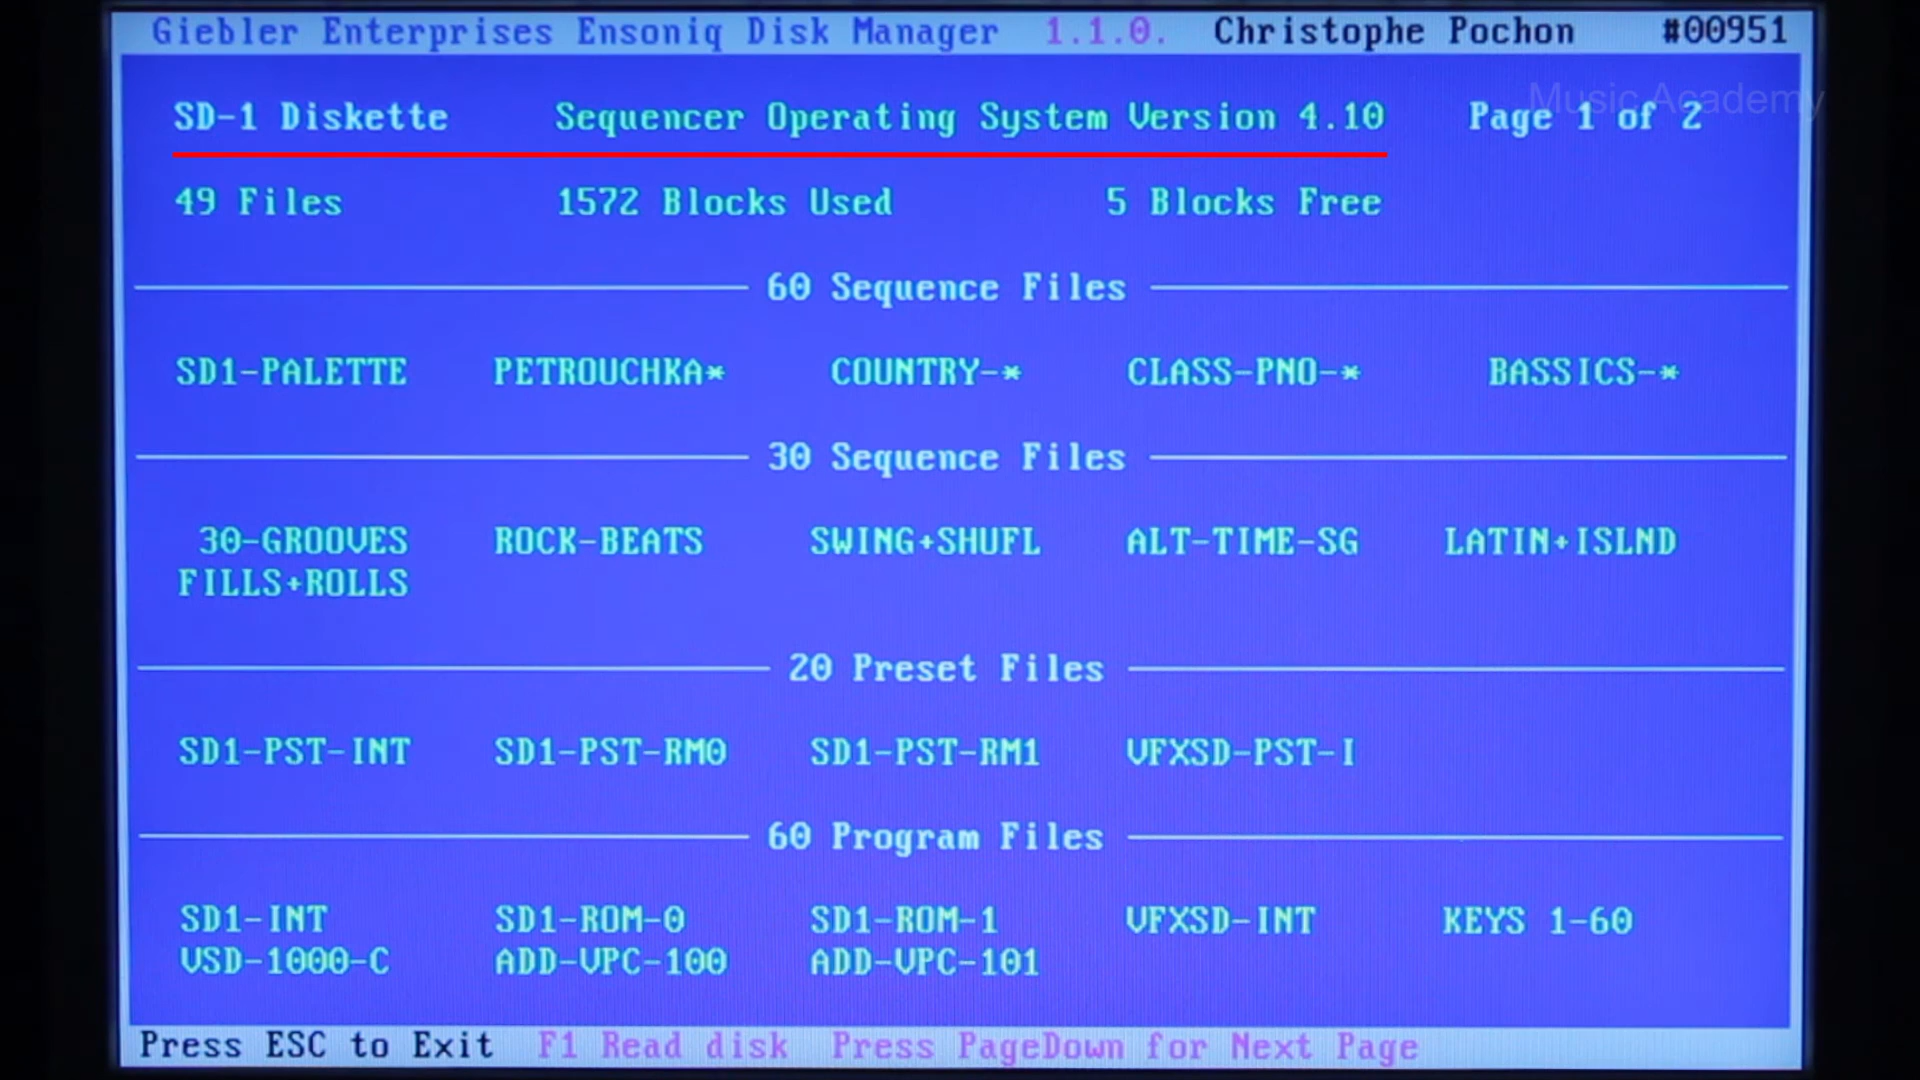 Giebler Enterprises Ensoniq Disk Manager 1.1.0. Christophe Pochon #00951
Music Academy
SD-1 Diskette Sequencer Operating System Version 4.10 Page 1 of 2
49 Files 1572 Blocks Used 5 Blocks Free
60 Sequence Files
SD1-PALETTE PETROUCHKA* COUNTRY-* CLASS-PNO-* BASSICS-*
30 Sequence Files
30-GROOVES ROCK-BEATS SWING+SHUFL ALT-TIME-SG LATIN+ISLND
FILLS+ROLLS
20 Preset Files
SD1-PST-INT SD1-PST-RM0 SD1-PST-RM1 VFXSD-PST-I
60 Program Files
SD1-INT SD1-ROM-0 SD1-ROM-1 VFXSD-INT KEYS 1-60
VSD-1000-C ADD-VPC-100 ADD-VPC-101
Press ESC to Exit F1 Read disk Press PageDown for Next Page